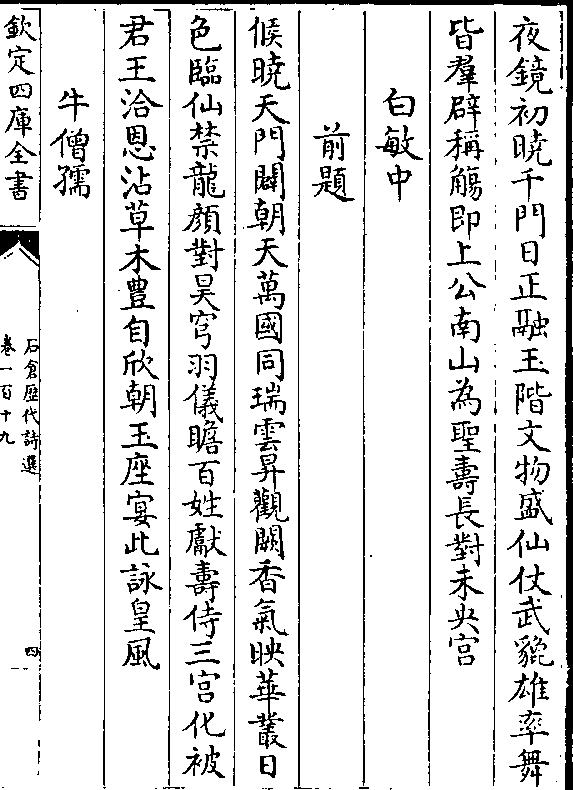 夜鏡初曉千門日正融玉階文物盛仙仗武貔雄率舞
皆羣辟稱觴即上公南山為聖壽長對未央宫
白敏中
前題
候曉天門闢朝天萬國同瑞雲昇觀闕香氣映華叢日
色臨仙禁龍顔對昊穹羽儀瞻百姓獻壽侍三宫化被
君王洽恩沾草木豊自欣朝玉座宴此詠皇風
牛僧孺
欽定四庫全書
石倉歷代詩選
卷一百十九
四